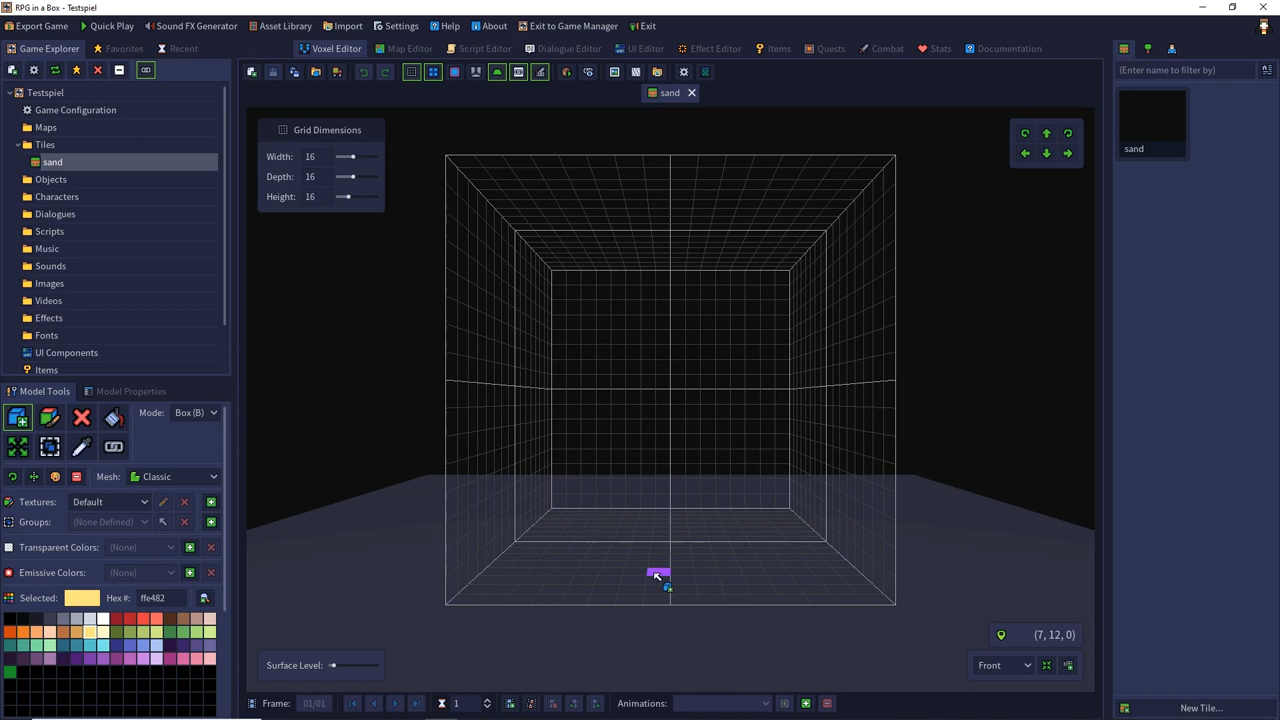 RPG in a Box - Testspiel
Export Game Quick Play Sound FX Generator Asset Library Import Settings Help About Exit to Game Manager Exit
Game Explorer Favorites Recent Voxel Editor Map Editor Script Editor Dialogue Editor UI Editor Effect Editor Items Quests Combat Stats Documentation
(Enter name to filter by)
sand
Testspiel
Game Configuration
Maps
Tiles
sand
Objects
Characters
Dialogues
Scripts
Music
Sounds
Images
Videos
Effects
Fonts
UI Components
Items
Grid Dimensions
Width: 16
Depth: 16
Height: 16
sand
Model Tools Model Properties
Mode: Box (B)
Mesh: Classic
Textures: Default
Groups: (None Defined)
Transparent Colors: (None)
Emissive Colors: (None)
Selected: Hex #: ffe482
(7, 12, 0)
Surface Level: Front
Frame: 01/01 1 Animations:
New Tile...